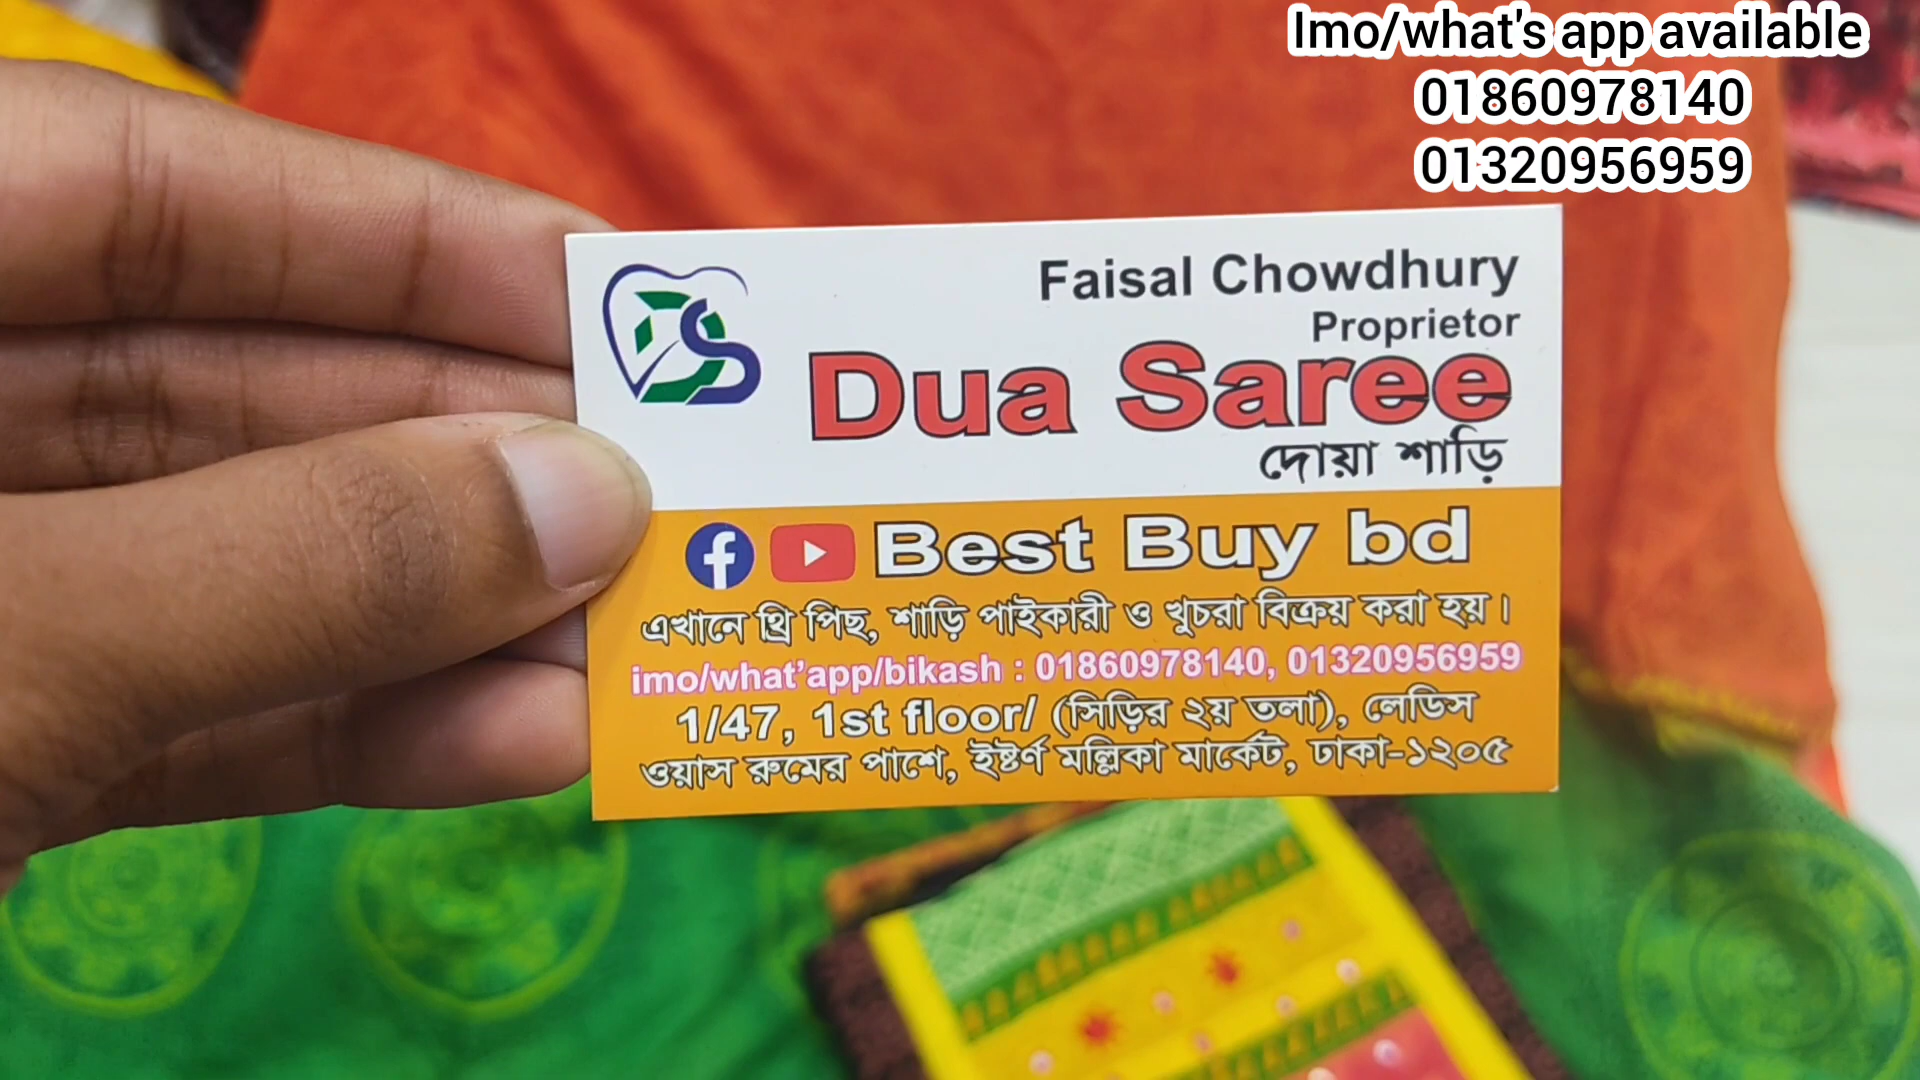 Imo/what's app available
01860978140
01320956959
DS
Faisal Chowdhury
Proprietor
Dua Saree
দোয়া শাড়ি
Best Buy bd
এখানে থ্রি পিছ, শাড়ি পাইকারী ও খুচরা বিক্রয় করা হয়।
imo/what'app/bikash : 01860978140, 01320956959
1/47, 1st floor/ (সিড়ির ২য় তলা), লেডিস
ওয়াস রুমের পাশে, ইষ্টার্ণ মল্লিকা মার্কেট, ঢাকা-১২০৫